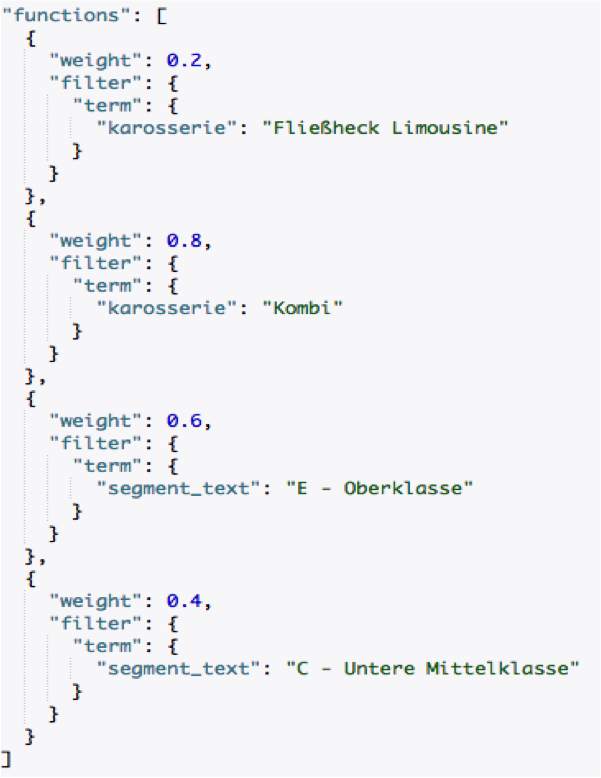 "functions": [
  {
    "weight": 0.2,
    "filter": {
      "term": {
        "karosserie": "Fließheck Limousine"
      }
    }
  },
  {
    "weight": 0.8,
    "filter": {
      "term": {
        "karosserie": "Kombi"
      }
    }
  },
  {
    "weight": 0.6,
    "filter": {
      "term": {
        "segment_text": "E - Oberklasse"
      }
    }
  },
  {
    "weight": 0.4,
    "filter": {
      "term": {
        "segment_text": "C - Untere Mittelklasse"
      }
    }
  }
]